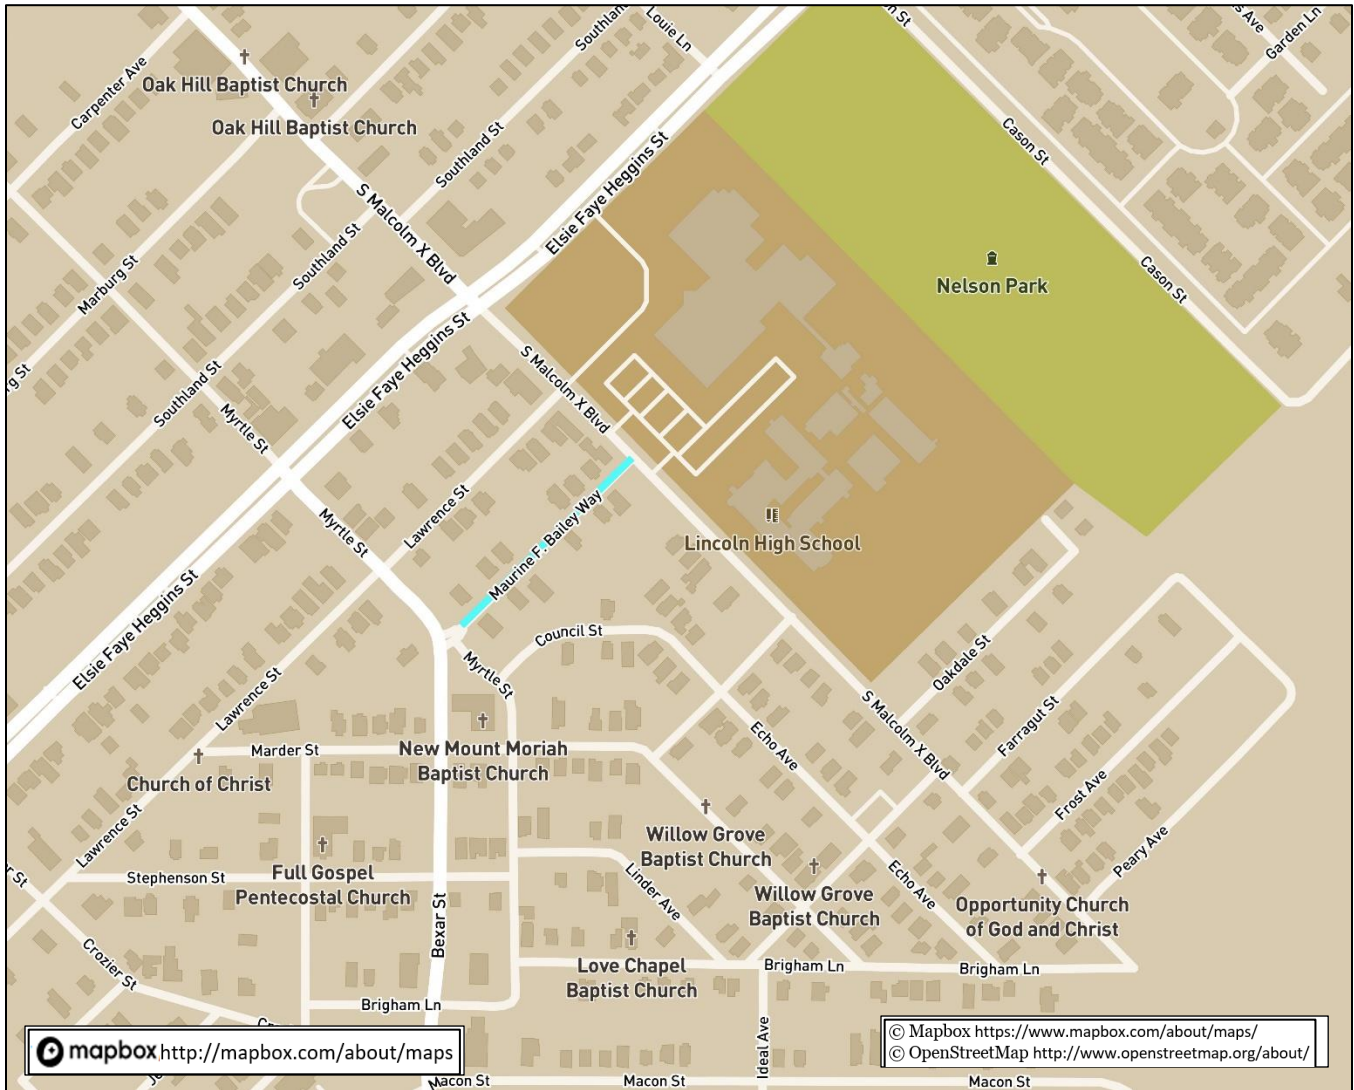 Louie Ln
Garden Ln
Carpenter Ave
Oak Hill Baptist Church
Oak Hill Baptist Church
Southland St
Cason St
Elsie Faye Heggins St
S Malcolm X Blvd
Southland St
Marburg St
Cason St
Nelson Park
Elsie Faye Heggins St
S Malcolm X Blvd
Southland St
Myrtle St
Lawrence St
Maurine F. Bailey Way
Myrtle St
Lincoln High School
Elsie Faye Heggins St
Council St
Myrtle St
Oakdale St
Lawrence St
S Malcolm X Blvd
Farragut St
Echo Ave
Marder St
New Mount Moriah
Baptist Church
Church of Christ
Frost Ave
Lawrence St
Willow Grove
Baptist Church
Peary Ave
Stephenson St
Full Gospel
Pentecostal Church
Linder Ave
Willow Grove
Baptist Church
Echo Ave
Opportunity Church
of God and Christ
Bexar St
Crozier St
Love Chapel
Baptist Church
Brigham Ln
Brigham Ln
Brigham Ln
Ideal Ave
mapbox http://mapbox.com/about/maps
© Mapbox https://www.mapbox.com/about/maps/
© OpenStreetMap http://www.openstreetmap.org/about/
Macon St
Macon St
Macon St